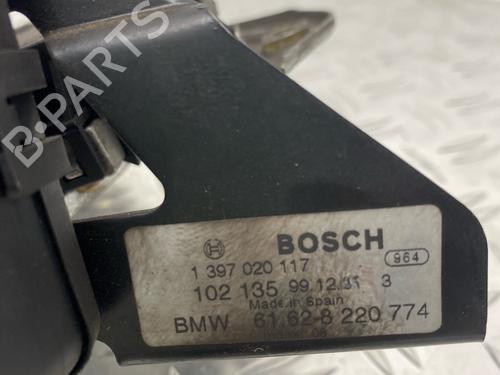 B-PARTS
BOSCH
1 397 020 117
964
102 135 99.12.31 3
Made in Spain
BMW 61.62-8 220 774